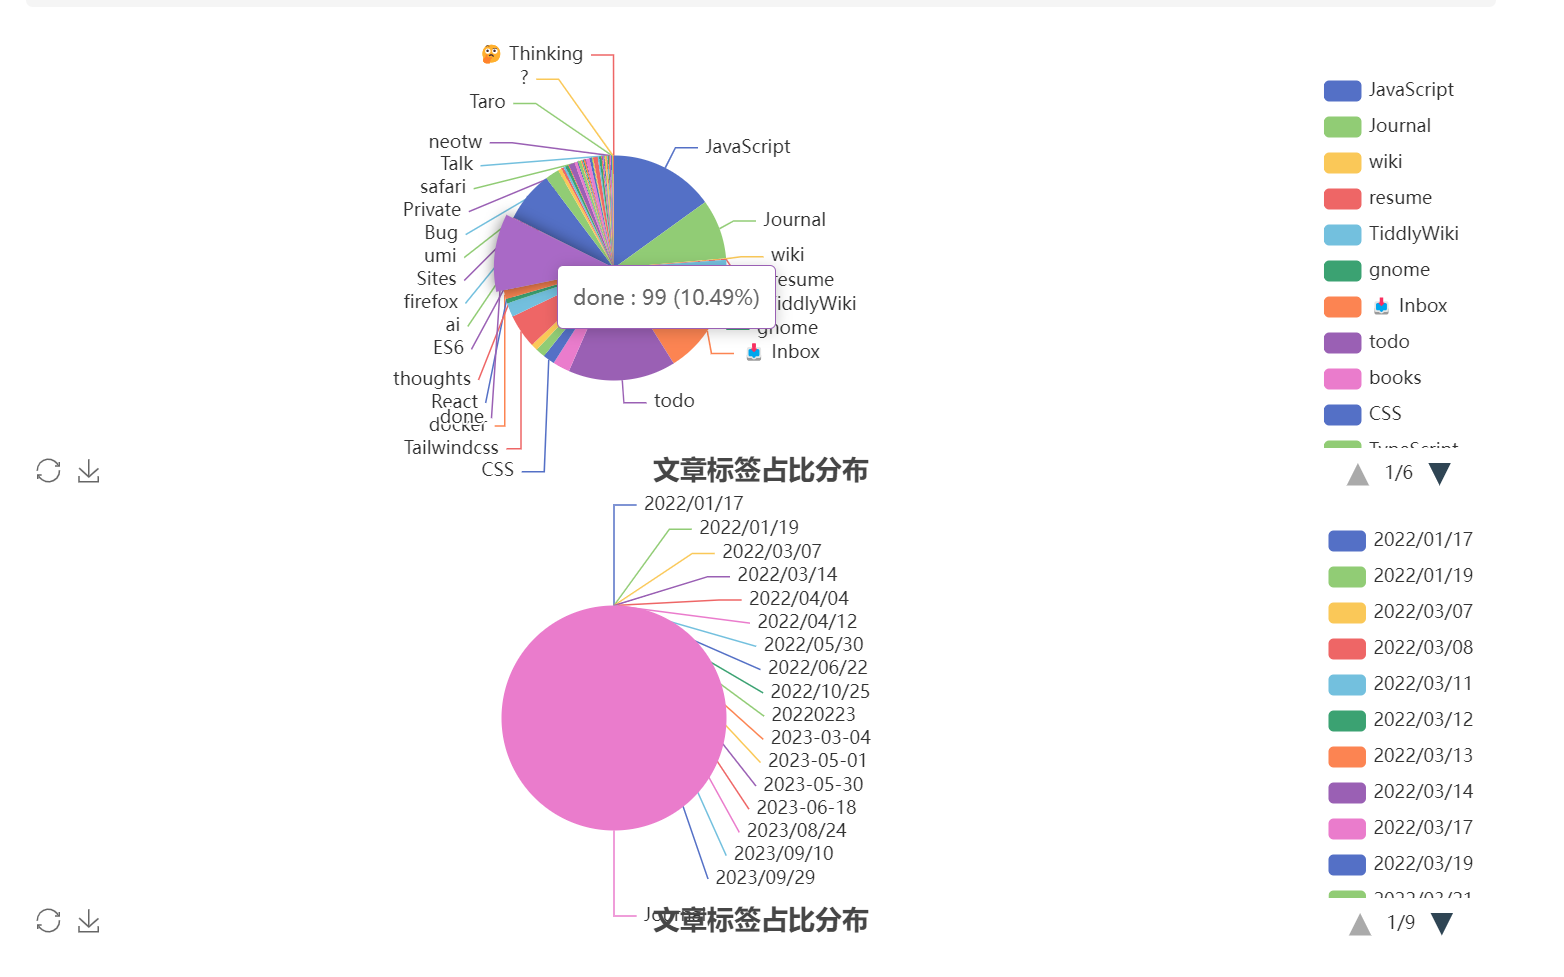 🤔 Thinking
?
Taro
neotw
Talk
safari
Private
Bug
umi
Sites
firefox
ai
ES6
thoughts
React
done
docker
Tailwindcss
CSS
JavaScript
Journal
wiki
resume
TiddlyWiki
gnome
📥 Inbox
todo
done : 99 (10.49%)
JavaScript
Journal
wiki
resume
TiddlyWiki
gnome
📥 Inbox
todo
books
CSS
TypeScript
1/6
文章标签占比分布
2022/01/17
2022/01/19
2022/03/07
2022/03/14
2022/04/04
2022/04/12
2022/05/30
2022/06/22
2022/10/25
20220223
2023-03-04
2023-05-01
2023-05-30
2023-06-18
2023/08/24
2023/09/10
2023/09/29
Journal
2022/01/17
2022/01/19
2022/03/07
2022/03/08
2022/03/11
2022/03/12
2022/03/13
2022/03/14
2022/03/17
2022/03/19
2022/03/21
1/9
文章标签占比分布